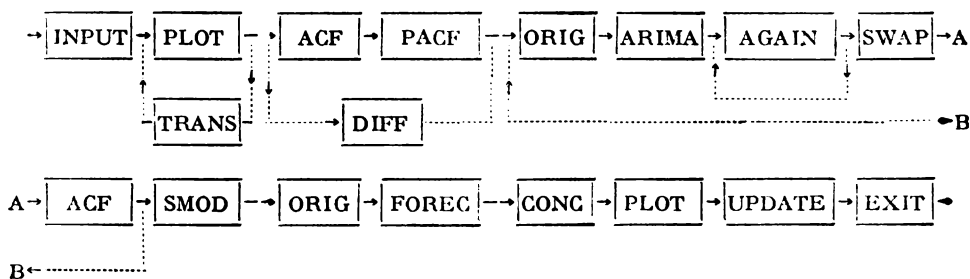 INPUT PLOT ACF PACF ORIG ARIMA AGAIN SWAP A
TRANS DIFF B
A ACF SMOD ORIG FOREC CONC PLOT UPDATE EXIT
B